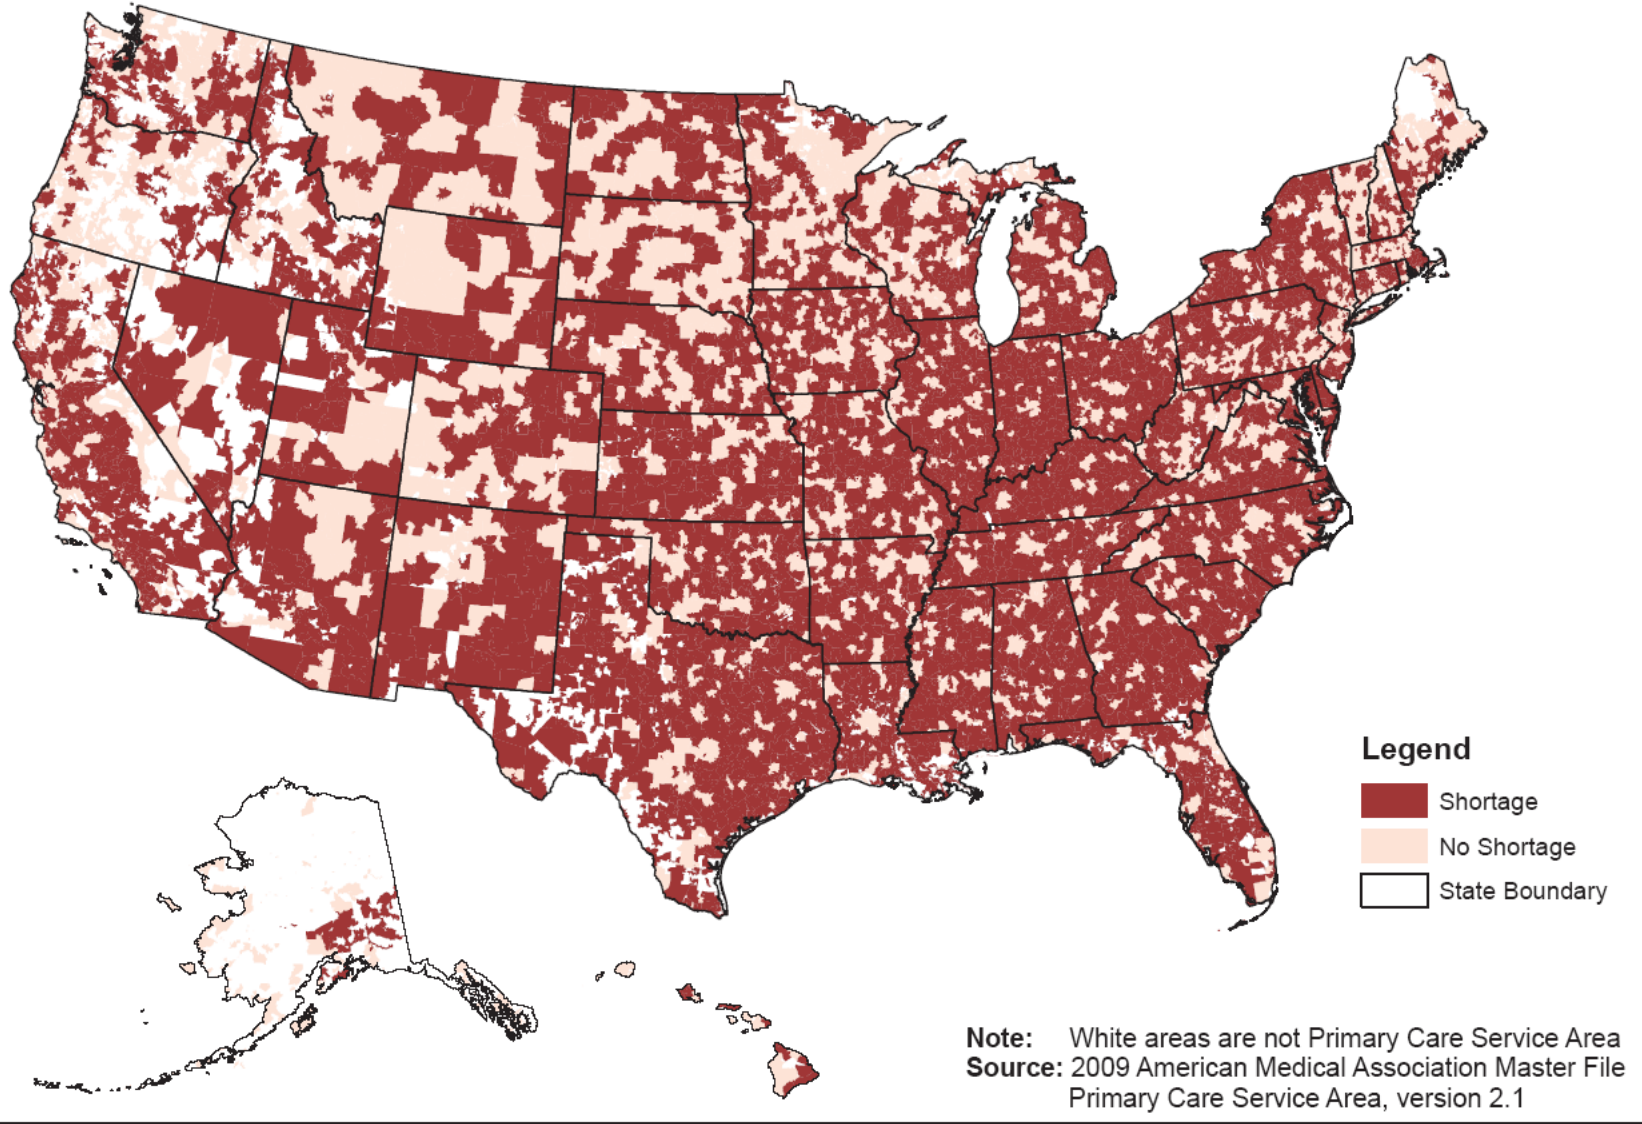 Legend
Shortage
No Shortage
State Boundary
Note: White areas are not Primary Care Service Area
Source: 2009 American Medical Association Master File
Primary Care Service Area, version 2.1